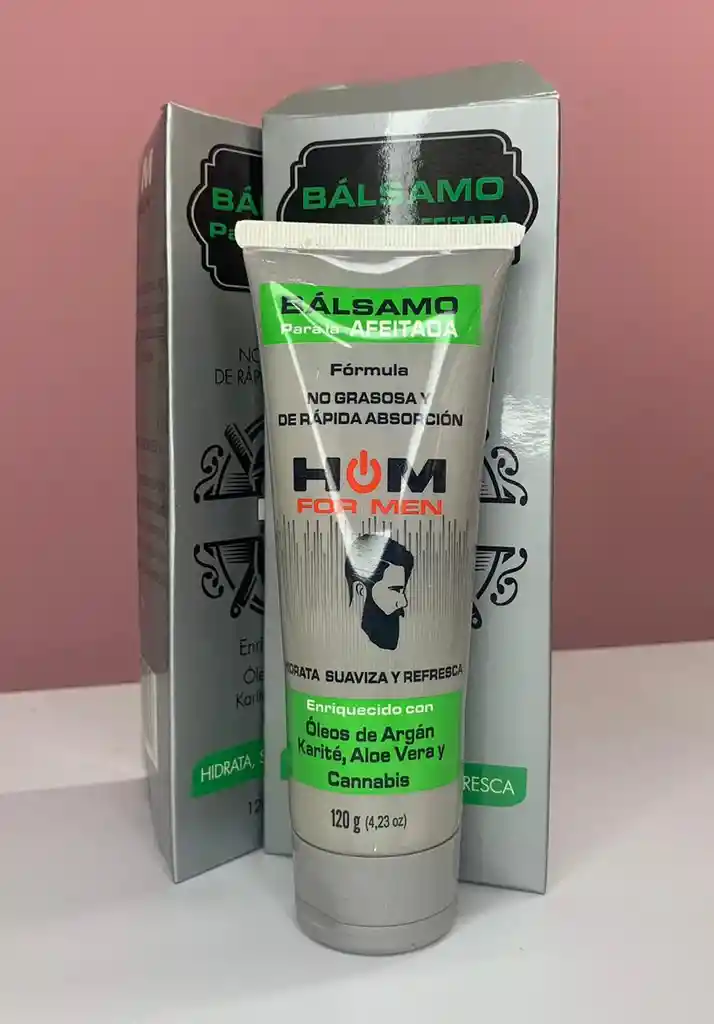 BÁLSAMO
BÁLSAMO
Para la AFEITADA
Fórmula
NO GRASOSA Y
DE RÁPIDA ABSORCIÓN
HOM
FOR MEN
HIDRATA SUAVIZA Y REFRESCA
Enriquecido con
Óleos de Argán
Karité, Aloe Vera y
Cannabis
120 g (4,23 oz)
HIDRATA,